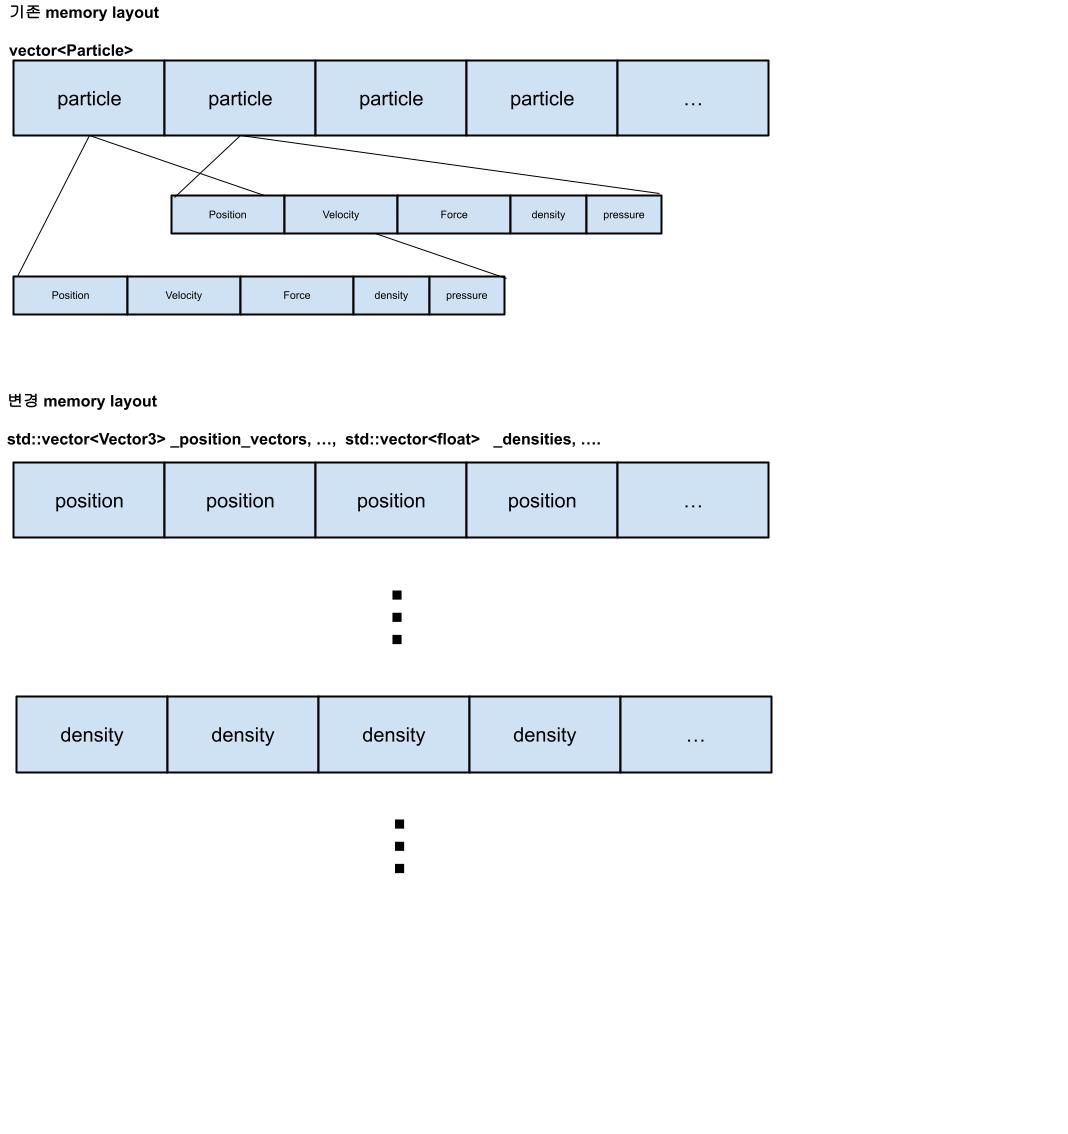 기존 memory layout
vector<Particle>
particle particle particle particle …
Position Velocity Force density pressure
Position Velocity Force density pressure
변경 memory layout
std::vector<Vector3> _position_vectors, …, std::vector<float> _densities, ….
position position position position …
density density density density …